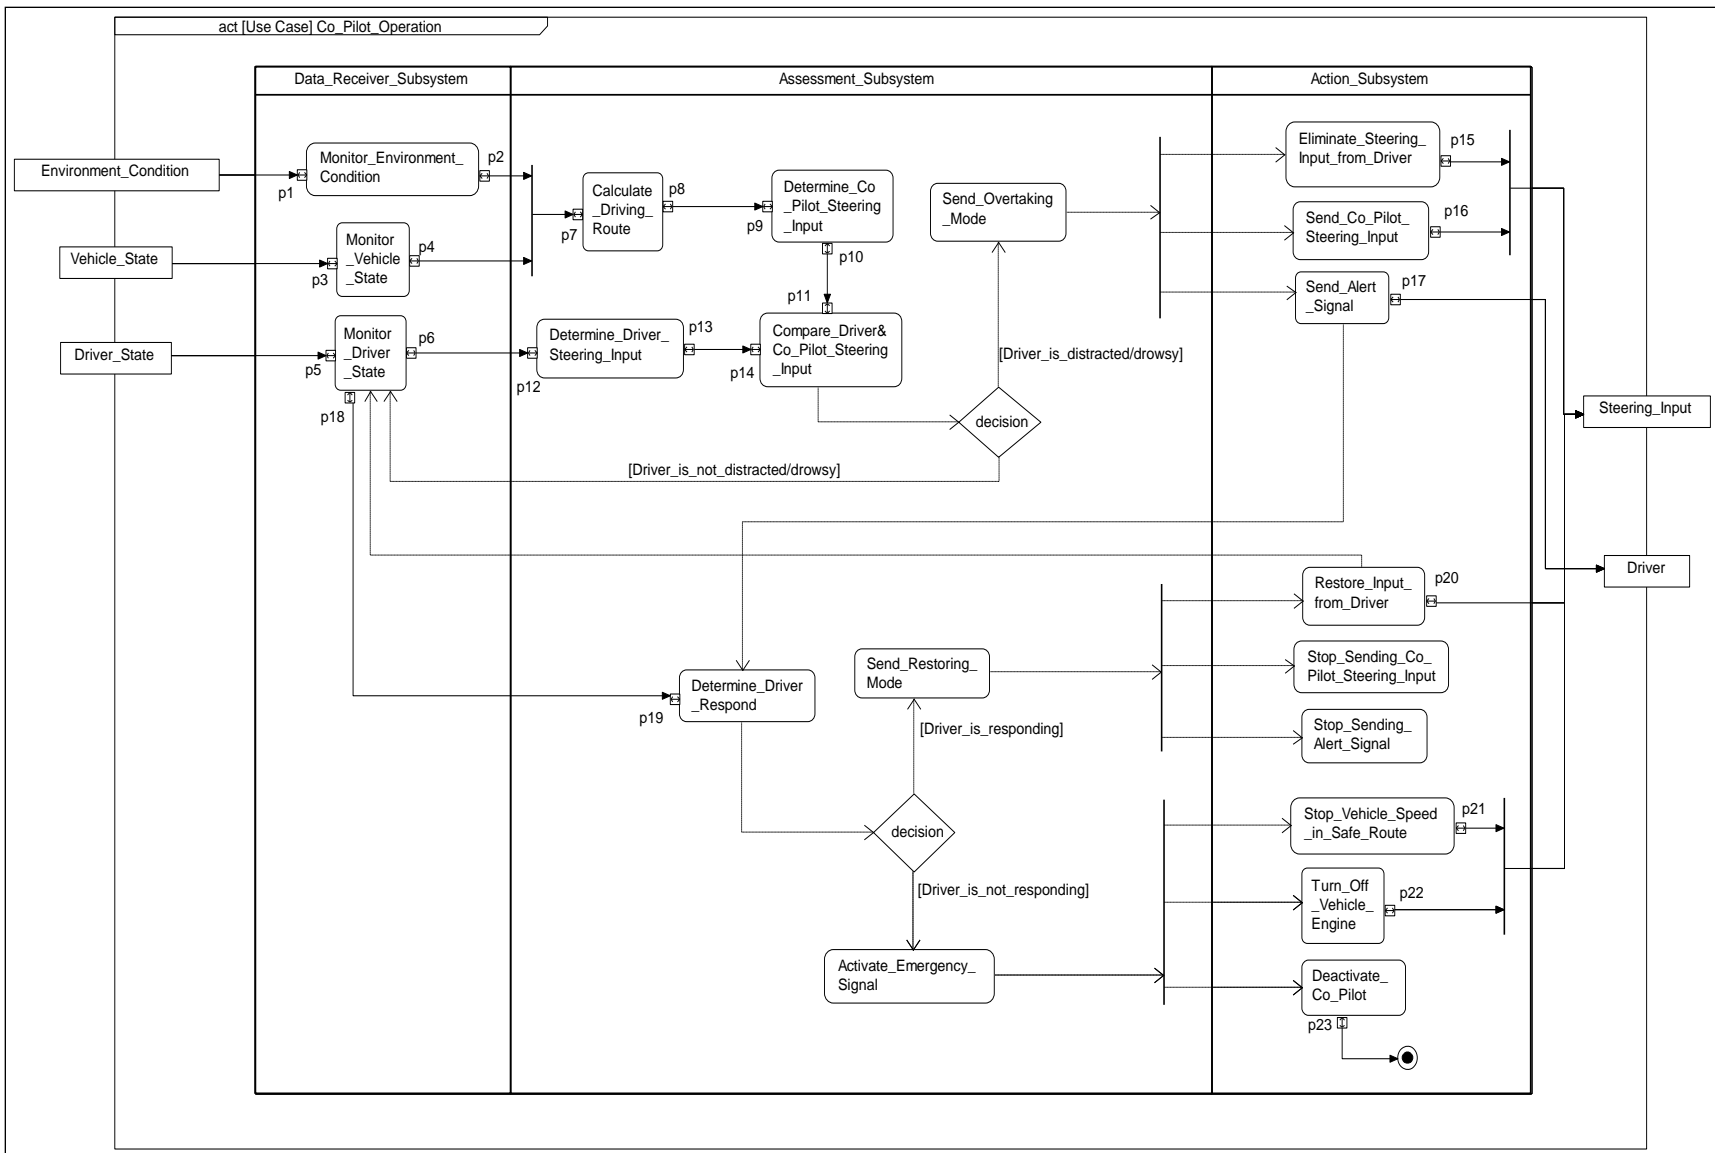 act [Use Case] Co_Pilot_Operation
Data_Receiver_Subsystem
Assessment_Subsystem
Action_Subsystem
Environment_Condition
p1
Monitor_Environment_
Condition
p2
Vehicle_State
p3
Monitor
_Vehicle
_State
p4
Driver_State
p5
Monitor
_Driver
_State
p6
p18
p7
Calculate
_Driving_
Route
p8
p9
Determine_Co
_Pilot_Steering
_Input
p10
p11
p12
Determine_Driver_
Steering_Input
p13
p14
Compare_Driver&
Co_Pilot_Steering
_Input
decision
[Driver_is_distracted/drowsy]
[Driver_is_not_distracted/drowsy]
Send_Overtaking
_Mode
Eliminate_Steering_
Input_from_Driver
p15
Send_Co_Pilot_
Steering_Input
p16
Send_Alert
_Signal
p17
Steering_Input
Driver
p19
Determine_Driver
_Respond
decision
[Driver_is_responding]
[Driver_is_not_responding]
Send_Restoring_
Mode
Restore_Input_
from_Driver
p20
Stop_Sending_Co_
Pilot_Steering_Input
Stop_Sending_
Alert_Signal
Activate_Emergency_
Signal
Stop_Vehicle_Speed
_in_Safe_Route
p21
Turn_Off
_Vehicle_
Engine
p22
Deactivate_
Co_Pilot
p23